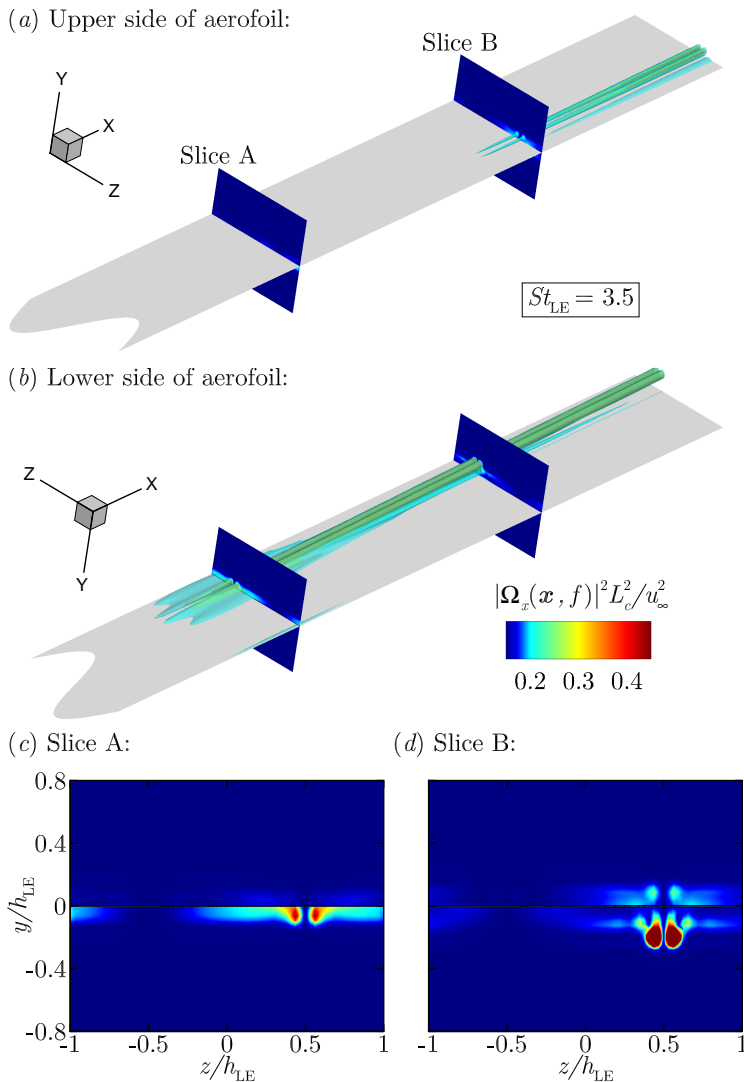 (a) Upper side of aerofoil:
Slice B
Y
X
Z
Slice A
St_LE = 3.5
(b) Lower side of aerofoil:
Z
X
Y
|Ω_x(x, f)|²L_c²/u_∞²
0.2 0.3 0.4
(c) Slice A:
(d) Slice B:
0.8
0.4
0
-0.4
-0.8
y/h_LE
-1 -0.5 0 0.5 1
z/h_LE
-1 -0.5 0 0.5 1
z/h_LE